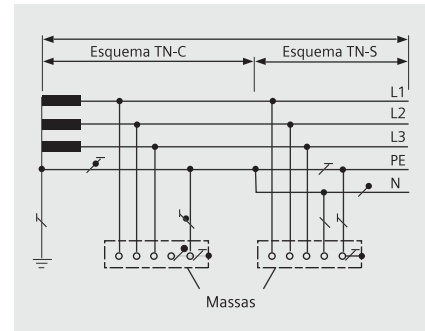 Esquema TN-C Esquema TN-S
L1
L2
L3
PE
N
Massas